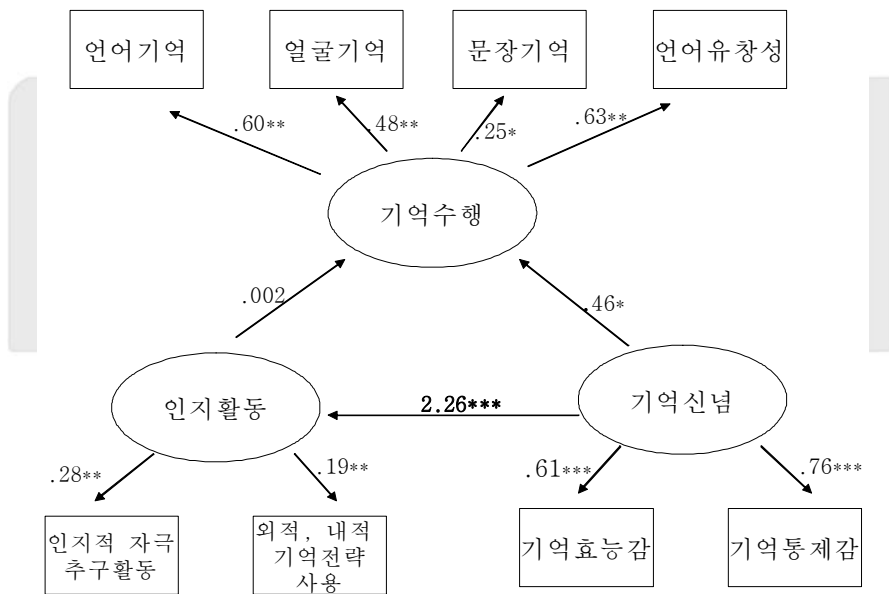 언어기억
얼굴기억
문장기억
언어유창성
.60**
.48**
.25*
.63**
기억수행
.002
.46*
인지활동
2.26***
기억신념
.28**
.19**
.61***
.76***
인지적 자극
추구활동
외적, 내적
기억전략
사용
기억효능감
기억통제감